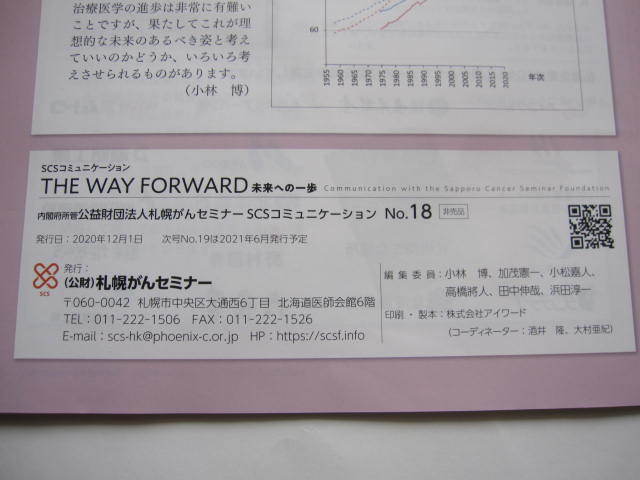 治療医学の進歩は非常に有難い
ことですが、果たしてこれが理
想的な未来のあるべき姿と考え
ていいのかどうか、いろいろ考
えさせられるものがあります。
（小林　博）
60
1955
1960
1965
1970
1975
1980
1985
1990
1995
2000
2005
2010
2015
2020
年次
SCSコミュニケーション
THE WAY FORWARD 未来への一歩 Communication with the Sapporo Cancer Seminar Foundation
内閣府所管 公益財団法人札幌がんセミナー SCSコミュニケーション No.18 非売品
発行日：2020年12月1日　次号No.19は2021年6月発行予定
SCS
発行：
（公財）札幌がんセミナー
〒060-0042 札幌市中央区大通西6丁目 北海道医師会館6階
TEL：011-222-1506 FAX：011-222-1526
E-mail：scs-hk@phoenix-c.or.jp HP：https://scsf.info
編集委員：小林　博、加茂憲一、小松嘉人、
髙橋將人、田中伸哉、浜田淳一
印刷・製本：株式会社アイワード
（コーディネーター：酒井　隆、大村亜紀）